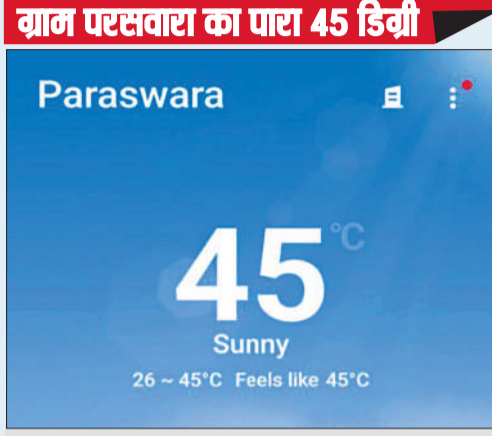 ग्राम परसवारा का पारा 45 डिग्री
Paraswara
45 °C
Sunny
26 ~ 45°C Feels like 45°C